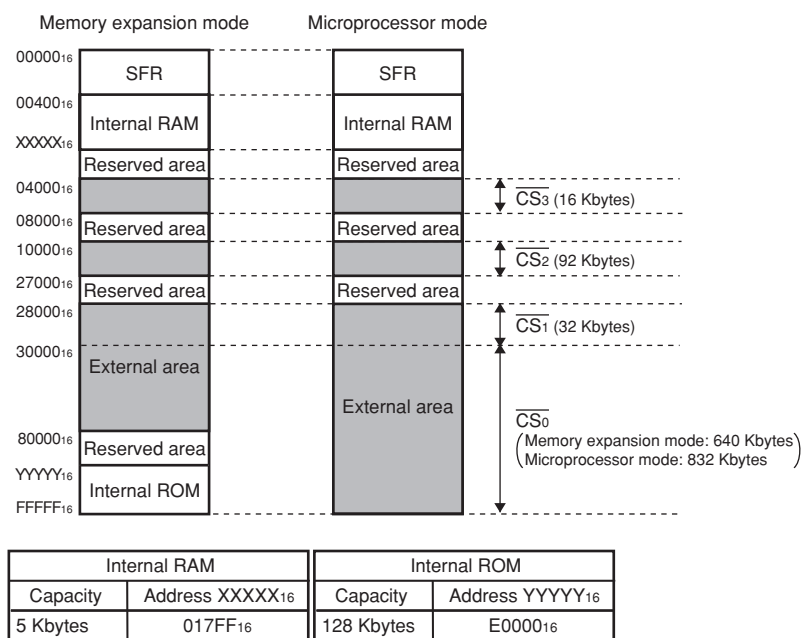 Memory expansion mode
Microprocessor mode
00000₁₆
SFR
SFR
00400₁₆
Internal RAM
Internal RAM
XXXXX₁₆
Reserved area
Reserved area
04000₁₆
CS₃ (16 Kbytes)
08000₁₆
Reserved area
Reserved area
10000₁₆
CS₂ (92 Kbytes)
27000₁₆
Reserved area
Reserved area
28000₁₆
CS₁ (32 Kbytes)
30000₁₆
External area
External area
CS₀
(Memory expansion mode: 640 Kbytes
Microprocessor mode: 832 Kbytes)
80000₁₆
Reserved area
YYYYY₁₆
Internal ROM
FFFFF₁₆
Internal RAM
Internal ROM
Capacity
Address XXXXX₁₆
Capacity
Address YYYYY₁₆
5 Kbytes
017FF₁₆
128 Kbytes
E0000₁₆